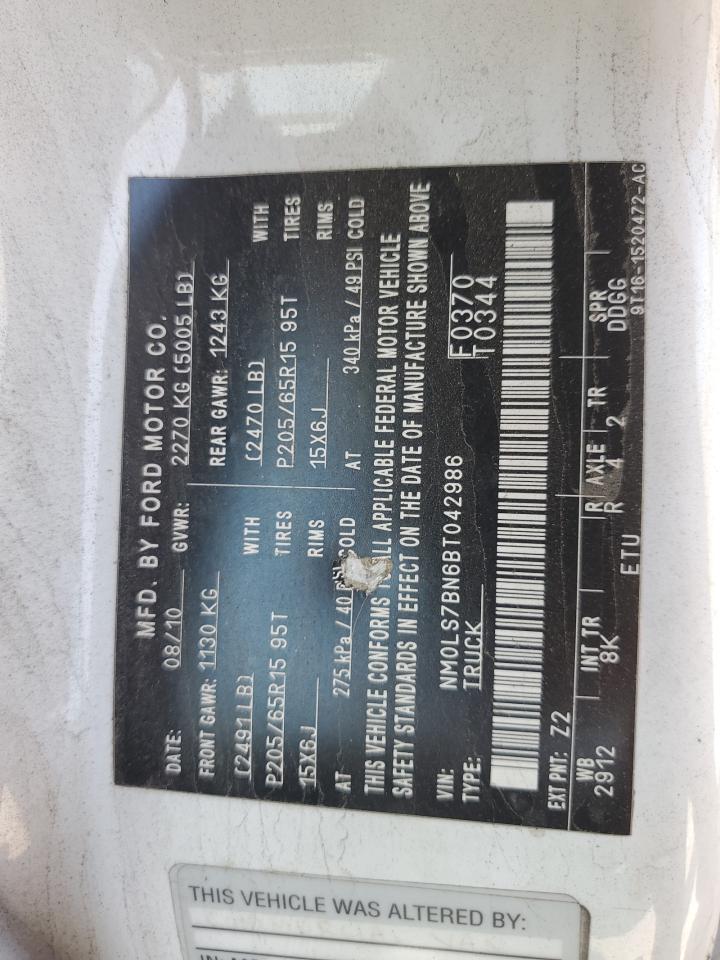 MFD. BY FORD MOTOR CO.
DATE: 08/10 GVWR: 2270 KG (5005 LB)
FRONT GAWR: 1130 KG REAR GAWR: 1243 KG
(2491 LB) WITH (2470 LB) WITH
P205/65R15 95T TIRES P205/65R15 95T TIRES
15X6J RIMS 15X6J RIMS
AT 275 kPa / 40 PSI COLD AT 340 kPa / 49 PSI COLD
THIS VEHICLE CONFORMS ALL APPLICABLE FEDERAL MOTOR VEHICLE
SAFETY STANDARDS IN EFFECT ON THE DATE OF MANUFACTURE SHOWN ABOVE
VIN: NM0LS7BN6BT042986 F0370
TYPE: TRUCK T0344
EXT PNT: Z2
WB INT TR R AXLE TR SPR
2912 8K R 4 2 DDGG
ETU 9T16-1520472-AC
THIS VEHICLE WAS ALTERED BY: